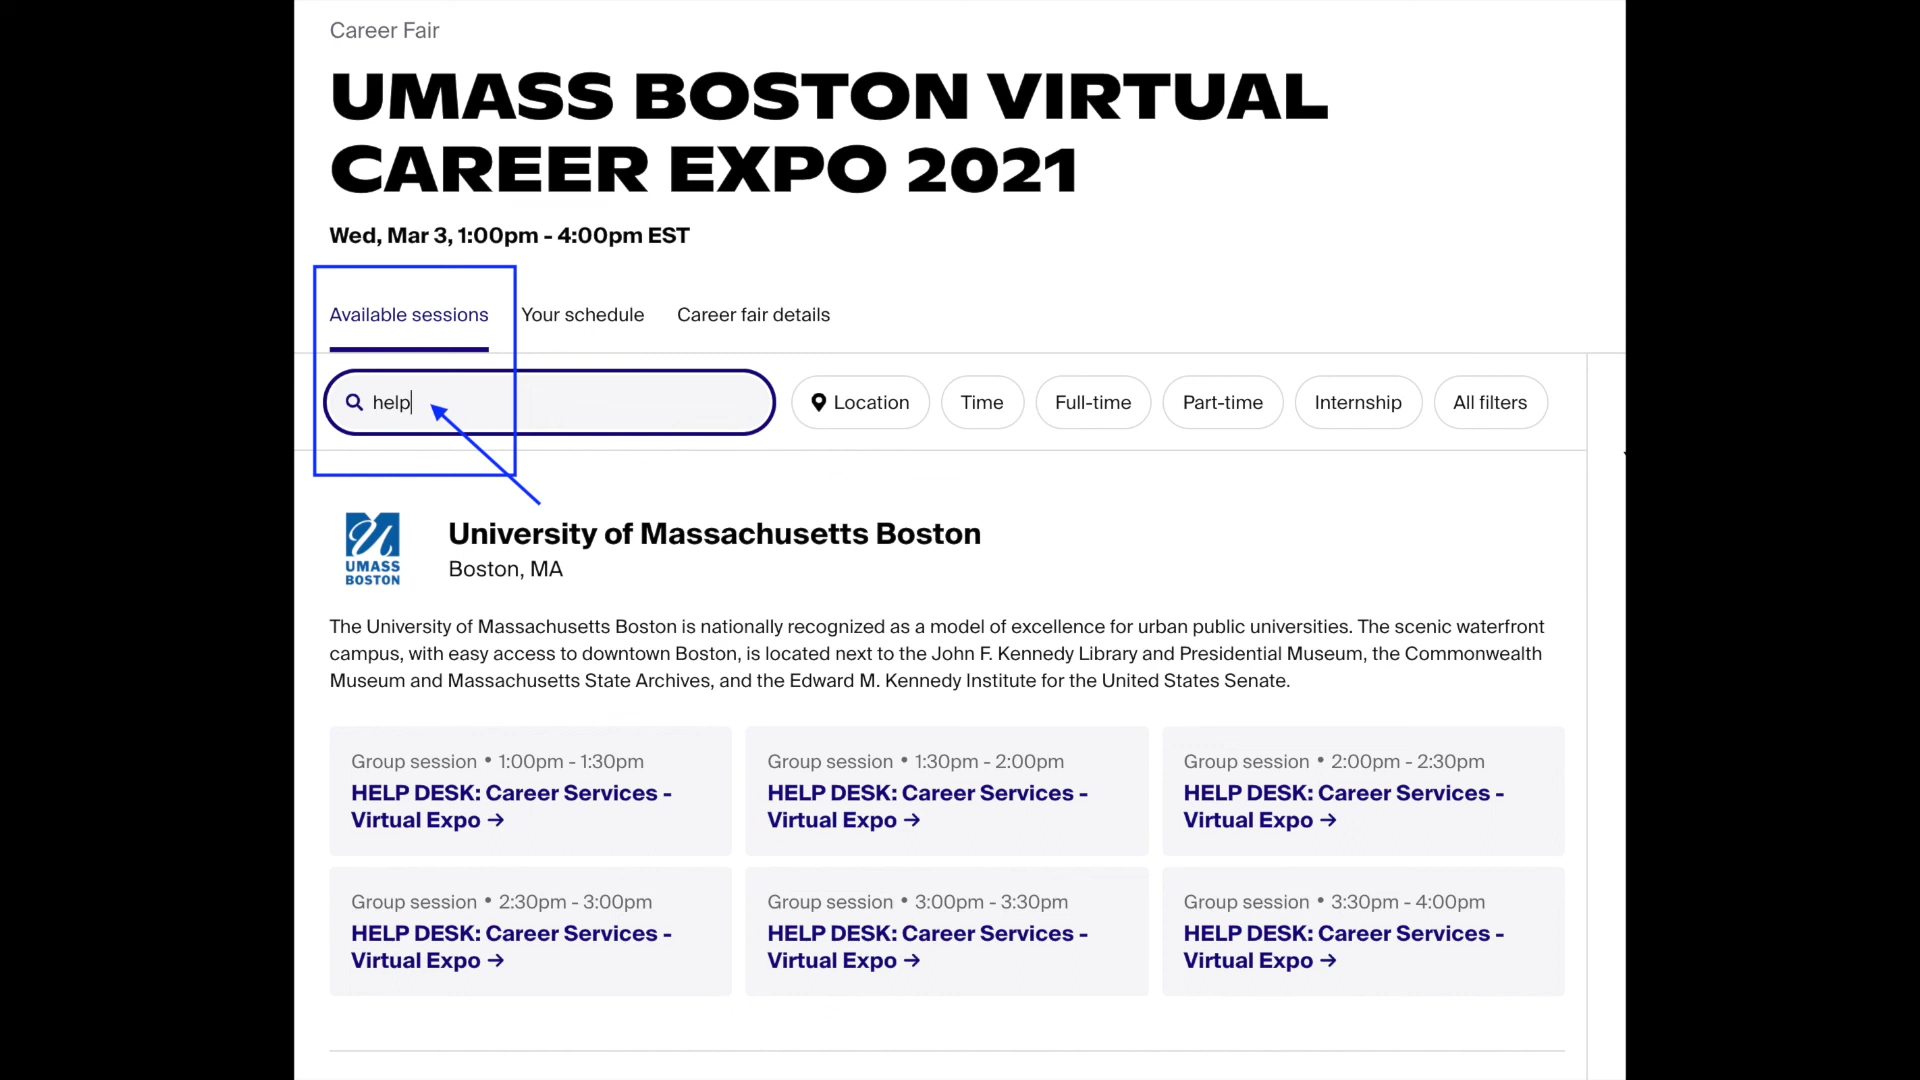 Career Fair
UMASS BOSTON VIRTUAL
CAREER EXPO 2021
Wed, Mar 3, 1:00pm - 4:00pm EST
Available sessions Your schedule Career fair details
help Location Time Full-time Part-time Internship All filters
UMASS
BOSTON
University of Massachusetts Boston
Boston, MA
The University of Massachusetts Boston is nationally recognized as a model of excellence for urban public universities. The scenic waterfront
campus, with easy access to downtown Boston, is located next to the John F. Kennedy Library and Presidential Museum, the Commonwealth
Museum and Massachusetts State Archives, and the Edward M. Kennedy Institute for the United States Senate.
Group session • 1:00pm - 1:30pm
HELP DESK: Career Services -
Virtual Expo →
Group session • 1:30pm - 2:00pm
HELP DESK: Career Services -
Virtual Expo →
Group session • 2:00pm - 2:30pm
HELP DESK: Career Services -
Virtual Expo →
Group session • 2:30pm - 3:00pm
HELP DESK: Career Services -
Virtual Expo →
Group session • 3:00pm - 3:30pm
HELP DESK: Career Services -
Virtual Expo →
Group session • 3:30pm - 4:00pm
HELP DESK: Career Services -
Virtual Expo →